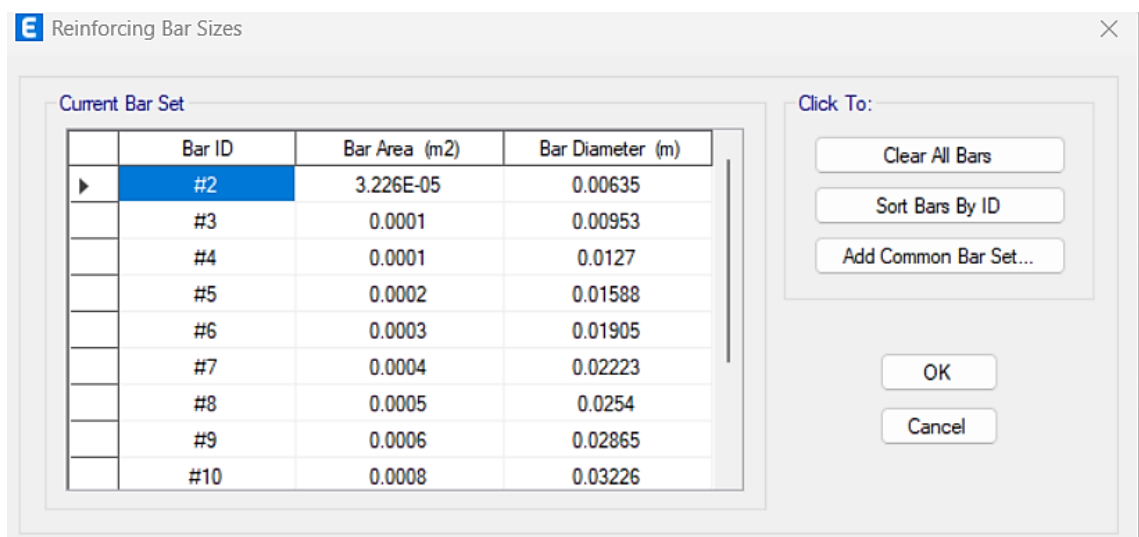 E Reinforcing Bar Sizes
Current Bar Set
Click To:
Bar ID Bar Area (m2) Bar Diameter (m)
#2 3.226E-05 0.00635
#3 0.0001 0.00953
#4 0.0001 0.0127
#5 0.0002 0.01588
#6 0.0003 0.01905
#7 0.0004 0.02223
#8 0.0005 0.0254
#9 0.0006 0.02865
#10 0.0008 0.03226
Clear All Bars
Sort Bars By ID
Add Common Bar Set...
OK
Cancel